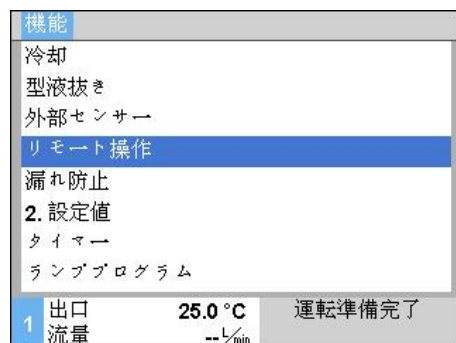 機能
冷却
型液抜き
外部センサー
リモート操作
漏れ防止
2. 設定値
タイマー
ランププログラム
1 出口 25.0 °C 運転準備完了
流量 -- L/min